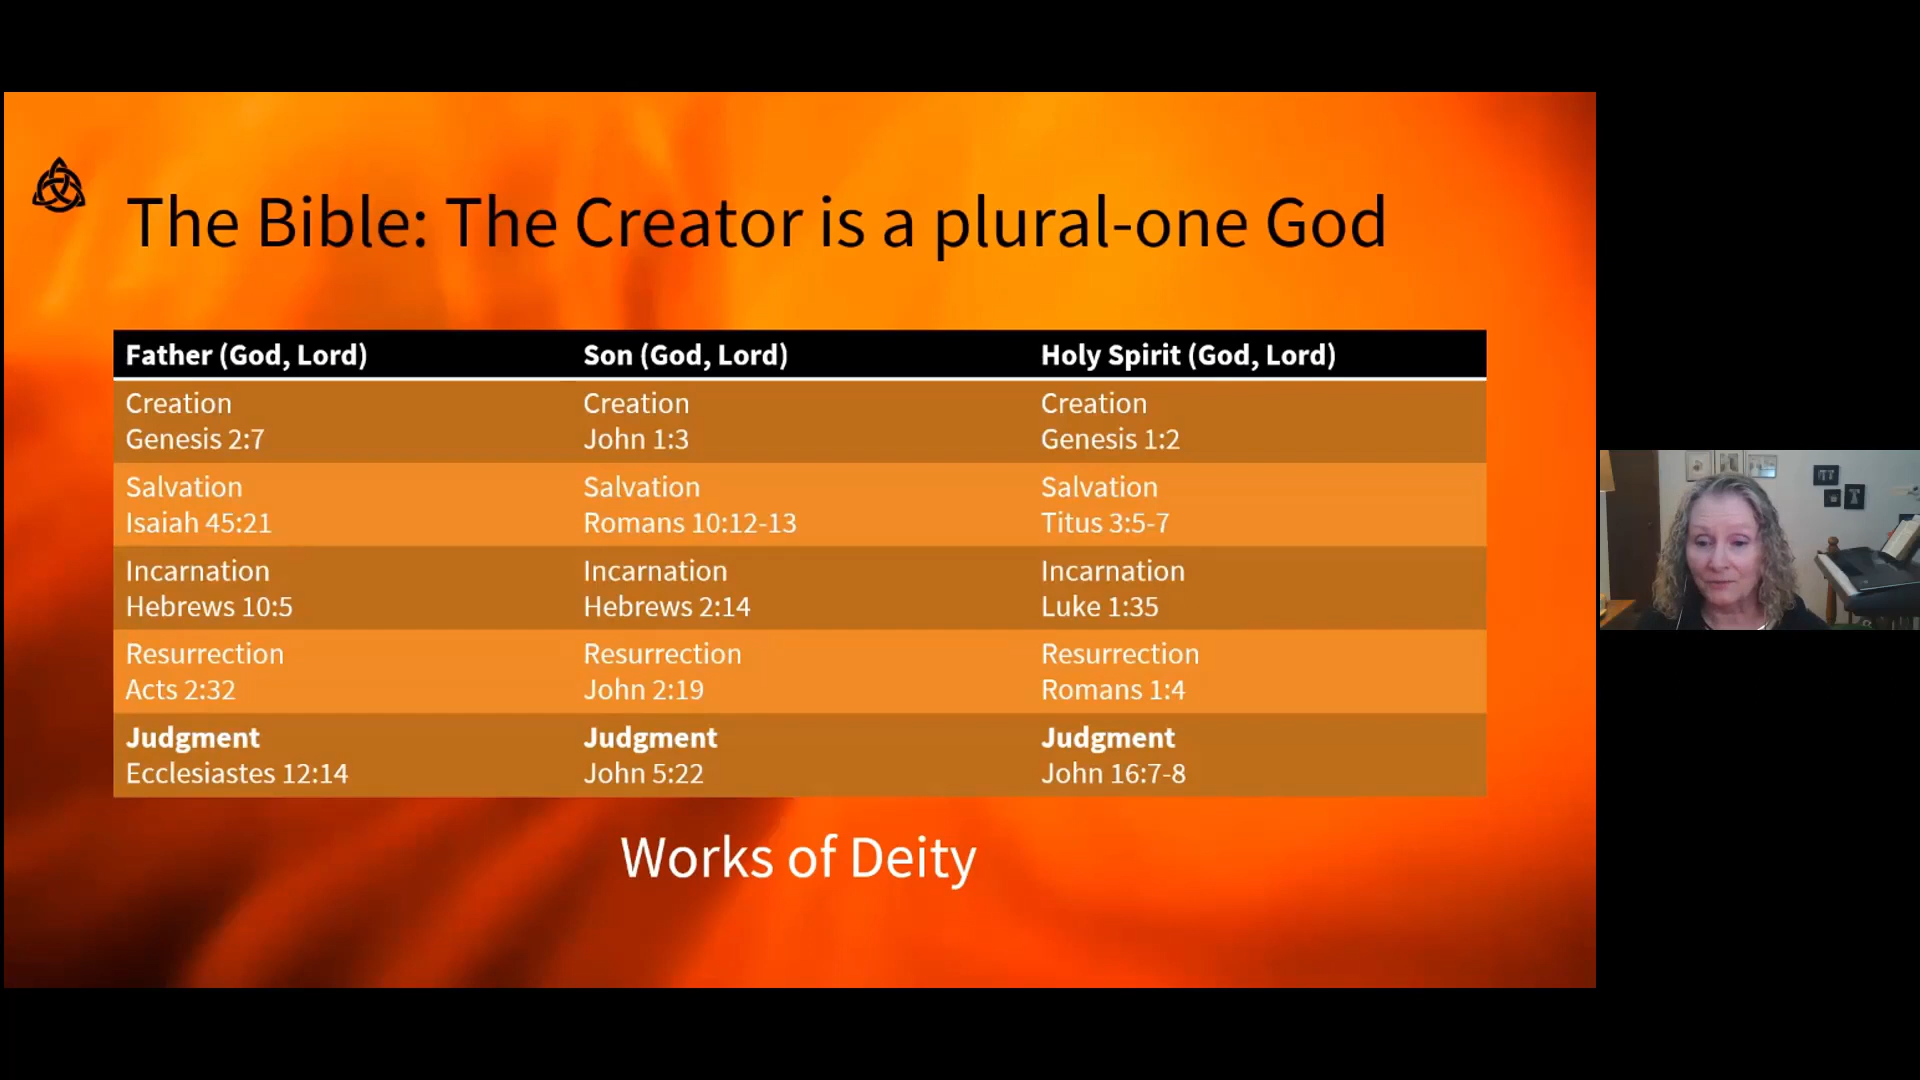 The Bible: The Creator is a plural-one God
Father (God, Lord)
Son (God, Lord)
Holy Spirit (God, Lord)
Creation
Genesis 2:7
Creation
John 1:3
Creation
Genesis 1:2
Salvation
Isaiah 45:21
Salvation
Romans 10:12-13
Salvation
Titus 3:5-7
Incarnation
Hebrews 10:5
Incarnation
Hebrews 2:14
Incarnation
Luke 1:35
Resurrection
Acts 2:32
Resurrection
John 2:19
Resurrection
Romans 1:4
Judgment
Ecclesiastes 12:14
Judgment
John 5:22
Judgment
John 16:7-8
Works of Deity